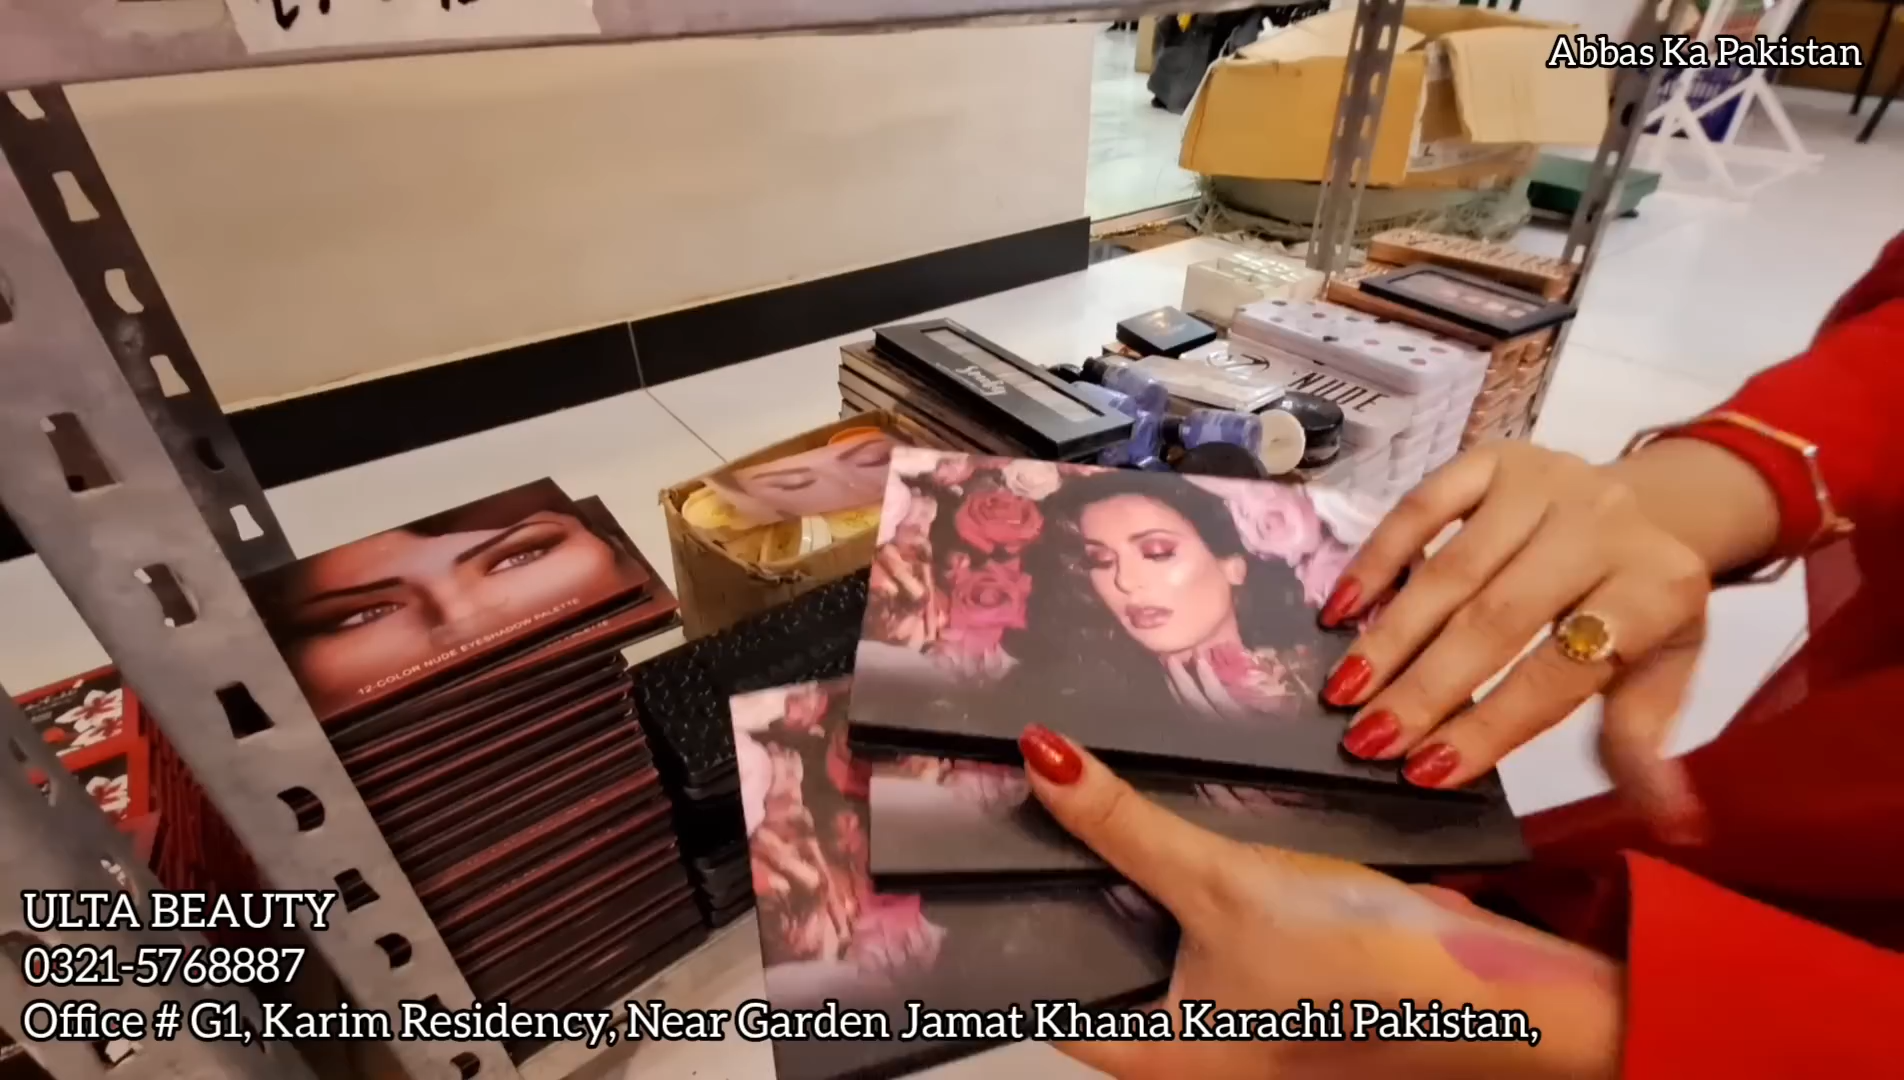 Abbas Ka Pakistan
NUDE
12-COLOR NUDE EYESHADOW PALETTE
ULTA BEAUTY
0321-5768887
Office # G1, Karim Residency, Near Garden Jamat Khana Karachi Pakistan,